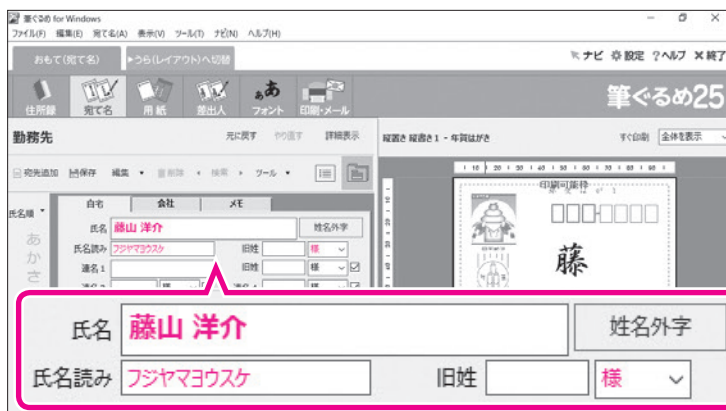 筆ぐるめ for Windows
ファイル(F) 編集(E) 宛て名(A) 表示(V) ツール(T) ナビ(N) ヘルプ(H)
おもて(宛て名) ▶うら(レイアウト)へ切替 ナビ 設定 ?ヘルプ ×終了
住所録 宛て名 用紙 差出人 フォント 印刷・メール 筆ぐるめ25
勤務先 元に戻す やり直す 詳細表示 縦置き 縦書き1 - 年賀はがき すぐ印刷 全体を表示
宛先追加 保存 編集 削除 検索 ツール
印刷可能枠
氏名順 自宅 会社 メモ
あ 氏名 藤山 洋介 姓名外字
か 氏名読み フジヤマヨウスケ 旧姓 様
さ 連名1 旧姓 様
藤
氏名 藤山 洋介 姓名外字
氏名読み フジヤマヨウスケ 旧姓 様